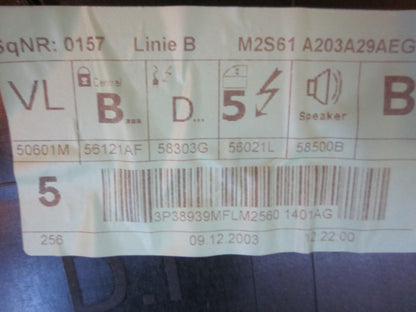 SqNR: 0157 Linie B M2S61 A203A29AEG
VL Central B... D... 5 Speaker
50601M 56121AF 58303G 56021L 58500B
5
3P38939MFLM2560 1401AG
256 09.12.2003 12:22:00